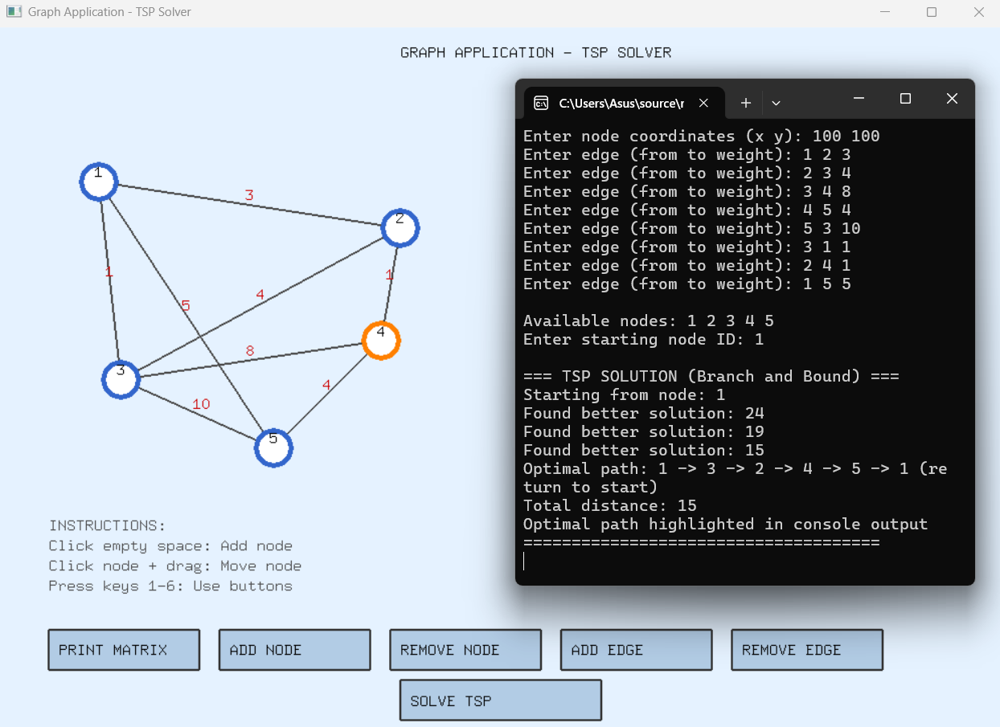 Graph Application - TSP Solver
GRAPH APPLICATION - TSP SOLVER
1
3
2
1
5
4
1
4
8
3
10
4
5
C:\Users\Asus\source\r
Enter node coordinates (x y): 100 100
Enter edge (from to weight): 1 2 3
Enter edge (from to weight): 2 3 4
Enter edge (from to weight): 3 4 8
Enter edge (from to weight): 4 5 4
Enter edge (from to weight): 5 3 10
Enter edge (from to weight): 3 1 1
Enter edge (from to weight): 2 4 1
Enter edge (from to weight): 1 5 5
Available nodes: 1 2 3 4 5
Enter starting node ID: 1
=== TSP SOLUTION (Branch and Bound) ===
Starting from node: 1
Found better solution: 24
Found better solution: 19
Found better solution: 15
Optimal path: 1 -> 3 -> 2 -> 4 -> 5 -> 1 (re
turn to start)
Total distance: 15
Optimal path highlighted in console output
=====================================
INSTRUCTIONS:
Click empty space: Add node
Click node + drag: Move node
Press keys 1-6: Use buttons
PRINT MATRIX
ADD NODE
REMOVE NODE
ADD EDGE
REMOVE EDGE
SOLVE TSP